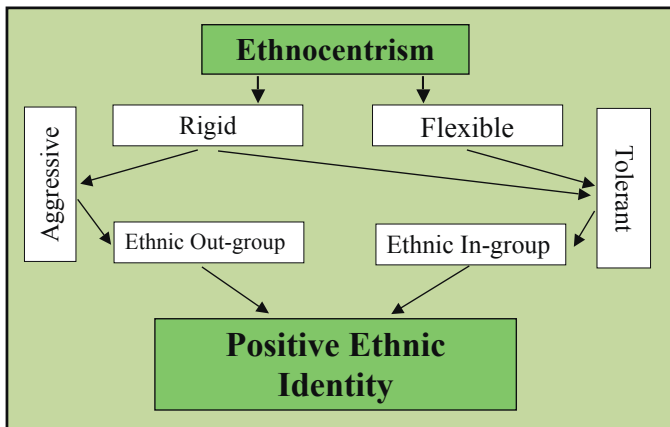 Ethnocentrism
Rigid
Flexible
Aggressive
Tolerant
Ethnic Out-group
Ethnic In-group
Positive Ethnic
Identity